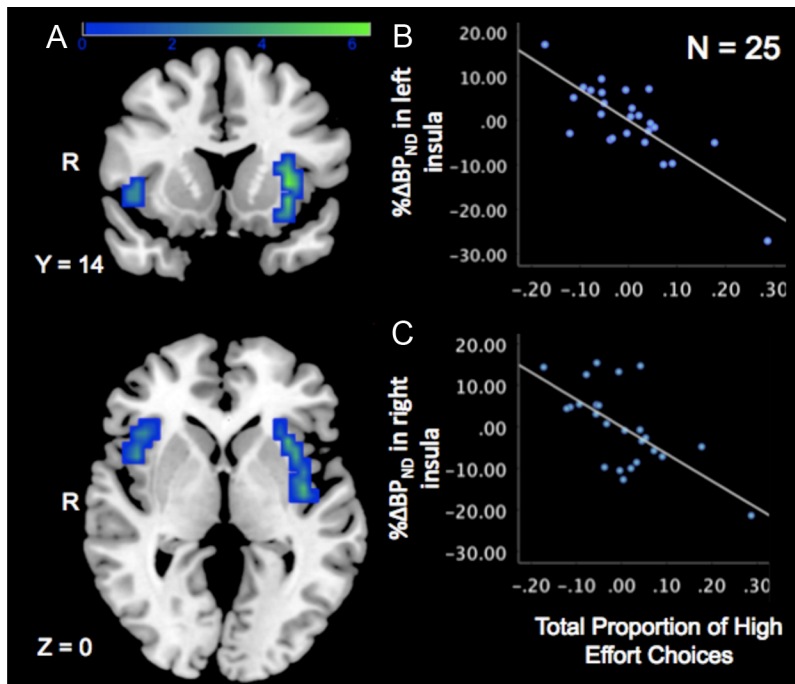 A
0 2 4 6
R
Y = 14
R
Z = 0
B
N = 25
%ΔBPND in left
insula
20.00
10.00
.00
-10.00
-20.00
-30.00
-.20 -.10 .00 .10 .20 .30
C
%ΔBPND in right
insula
20.00
10.00
.00
-10.00
-20.00
-30.00
-.20 -.10 .00 .10 .20 .30
Total Proportion of High
Effort Choices